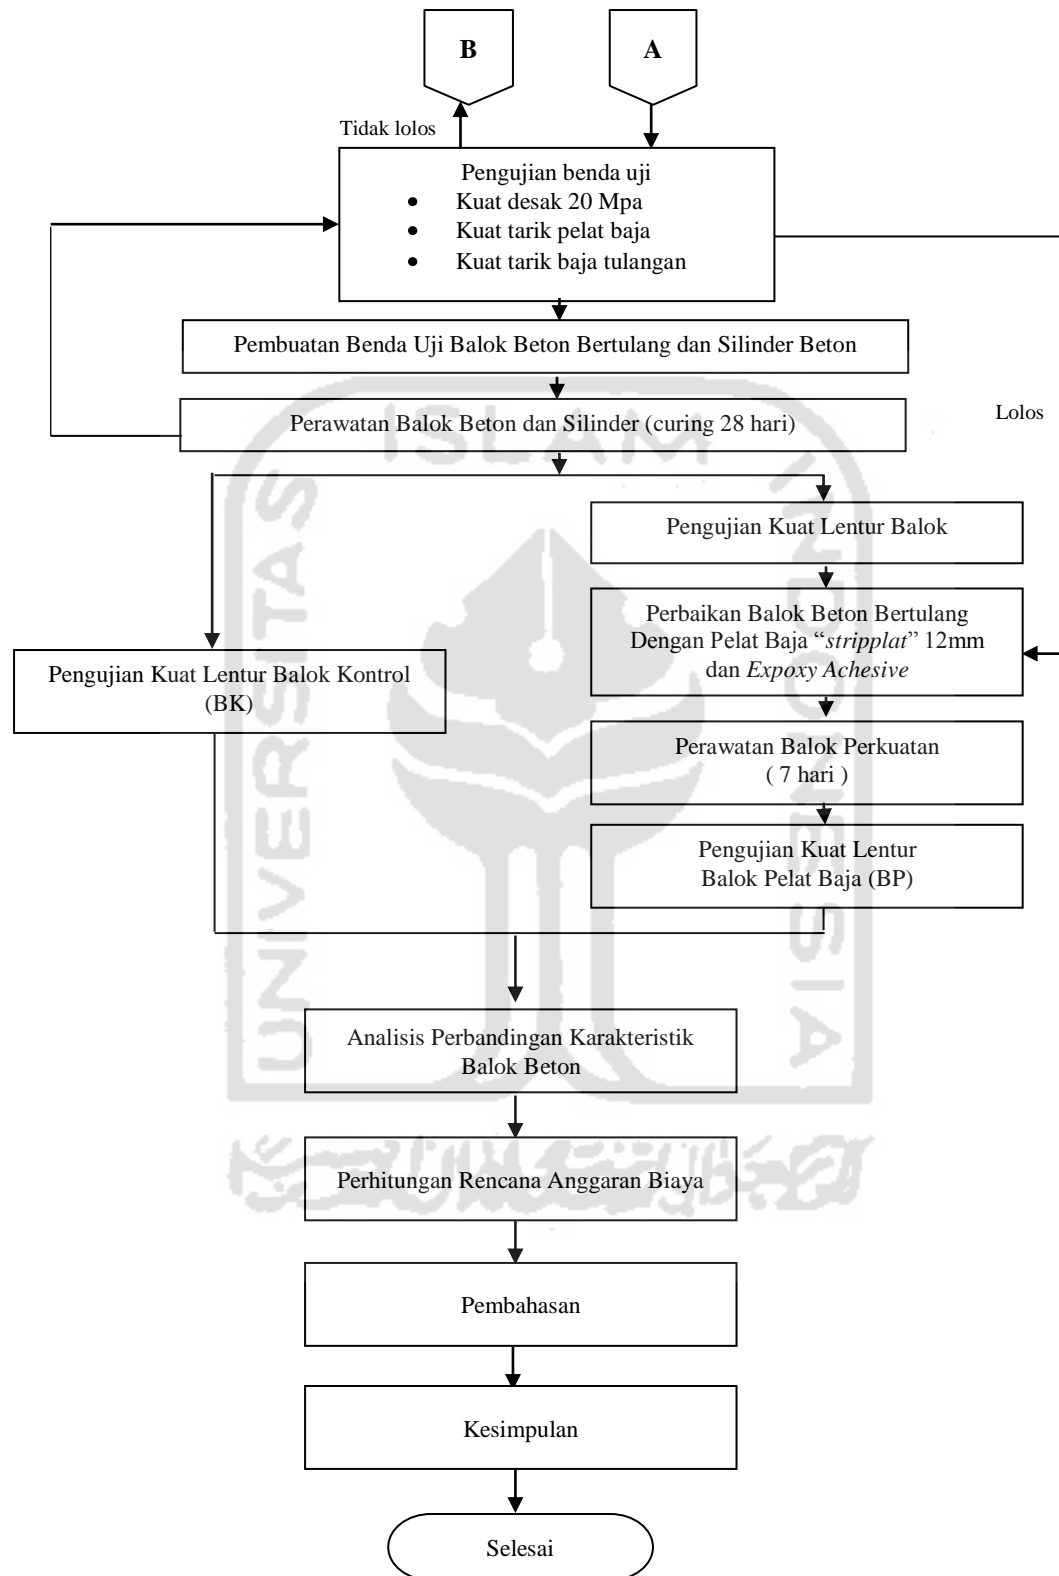 B
A
Tidak lolos
Pengujian benda uji
• Kuat desak 20 Mpa
• Kuat tarik pelat baja
• Kuat tarik baja tulangan
Pembuatan Benda Uji Balok Beton Bertulang dan Silinder Beton
Perawatan Balok Beton dan Silinder (curing 28 hari)
Lolos
Pengujian Kuat Lentur Balok
Perbaikan Balok Beton Bertulang
Dengan Pelat Baja “stripplat” 12mm
dan Expoxy Achesive
Pengujian Kuat Lentur Balok Kontrol
(BK)
Perawatan Balok Perkuatan
( 7 hari )
Pengujian Kuat Lentur
Balok Pelat Baja (BP)
Analisis Perbandingan Karakteristik
Balok Beton
Perhitungan Rencana Anggaran Biaya
Pembahasan
Kesimpulan
Selesai
UNIVERSITAS
ISLAM
INDONESIA